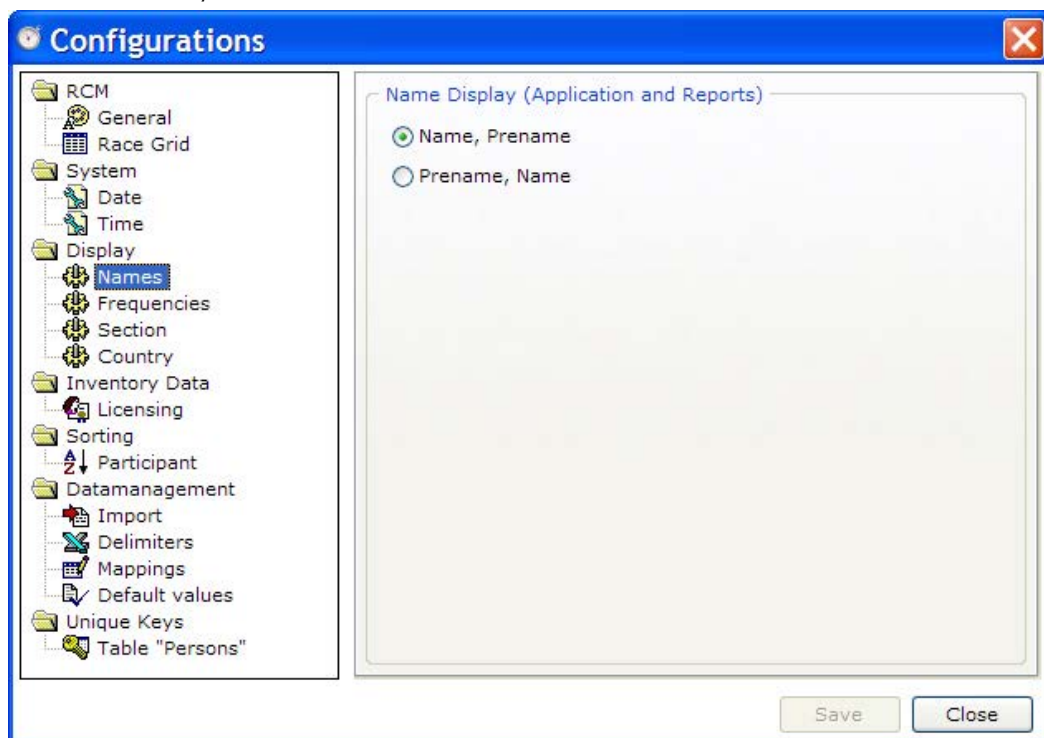 Configurations
RCM
General
Race Grid
System
Date
Time
Display
Names
Frequencies
Section
Country
Inventory Data
Licensing
Sorting
Participant
Datamanagement
Import
Delimiters
Mappings
Default values
Unique Keys
Table "Persons"
Name Display (Application and Reports)
Name, Prename
Prename, Name
Save
Close